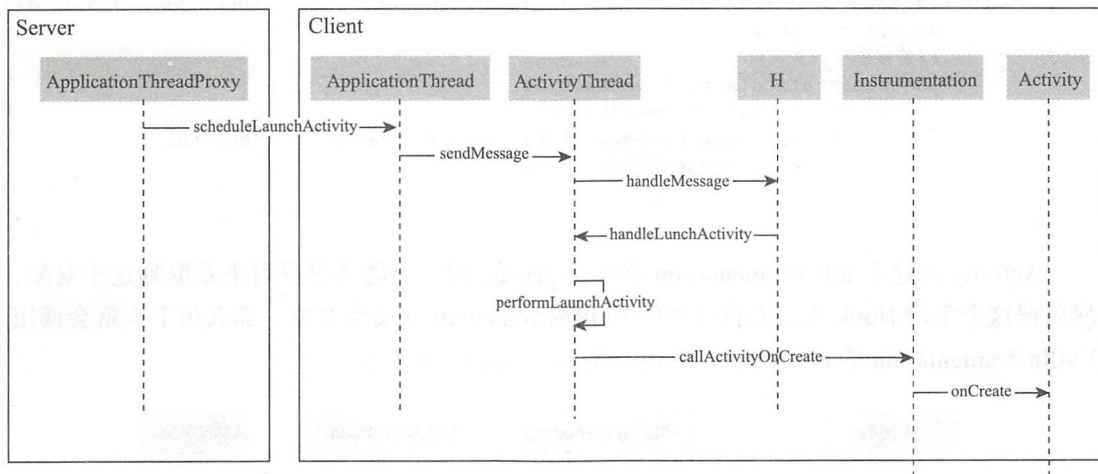 Server
Client
ApplicationThreadProxy
ApplicationThread
ActivityThread
H
Instrumentation
Activity
scheduleLaunchActivity
sendMessage
handleMessage
handleLunchActivity
performLaunchActivity
callActivityOnCreate
onCreate